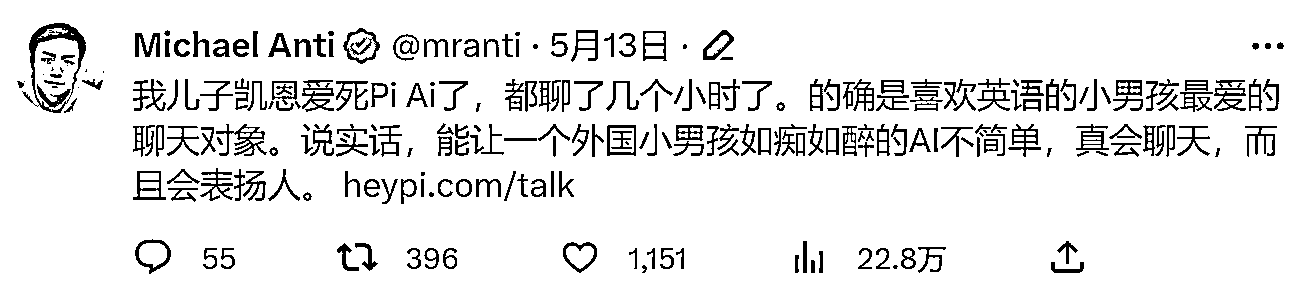 Michael Anti @mranti · 5月13日 ·
我儿子凯恩爱死Pi Ai了，都聊了几个小时了。的确是喜欢英语的小男孩最爱的
聊天对象。说实话，能让一个外国小男孩如痴如醉的AI不简单，真会聊天，而
且会表扬人。 heypi.com/talk
55 396 1,151 22.8万